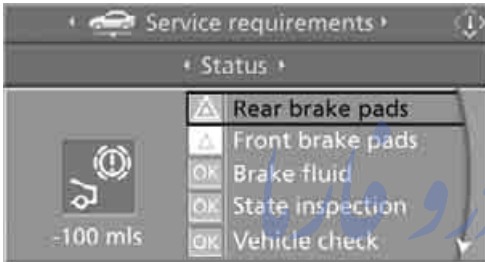 Service requirements
Status
Rear brake pads
Front brake pads
OK Brake fluid
OK State inspection
OK Vehicle check
-100 mls